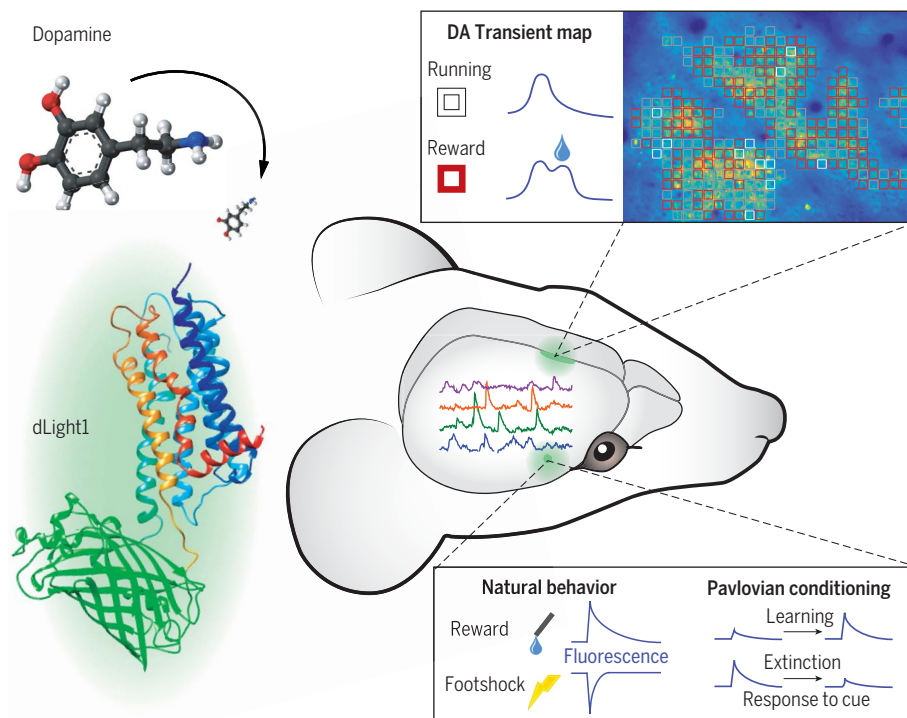 Dopamine
dLight1
DA Transient map
Running
Reward
Natural behavior
Reward
Fluorescence
Footshock
Pavlovian conditioning
Learning
Extinction
Response to cue